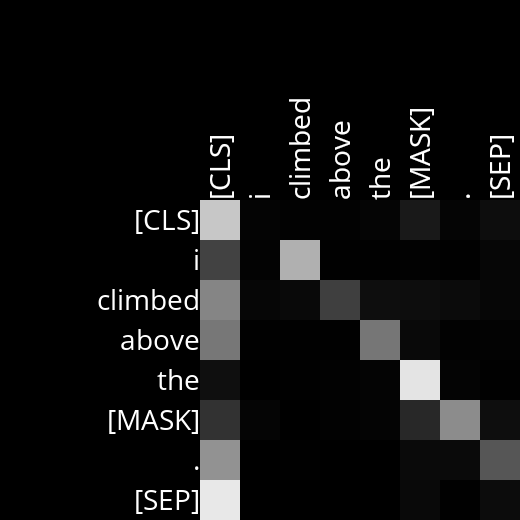 [CLS] i climbed above the [MASK] . [SEP]
[CLS]
i
climbed
above
the
[MASK]
.
[SEP]